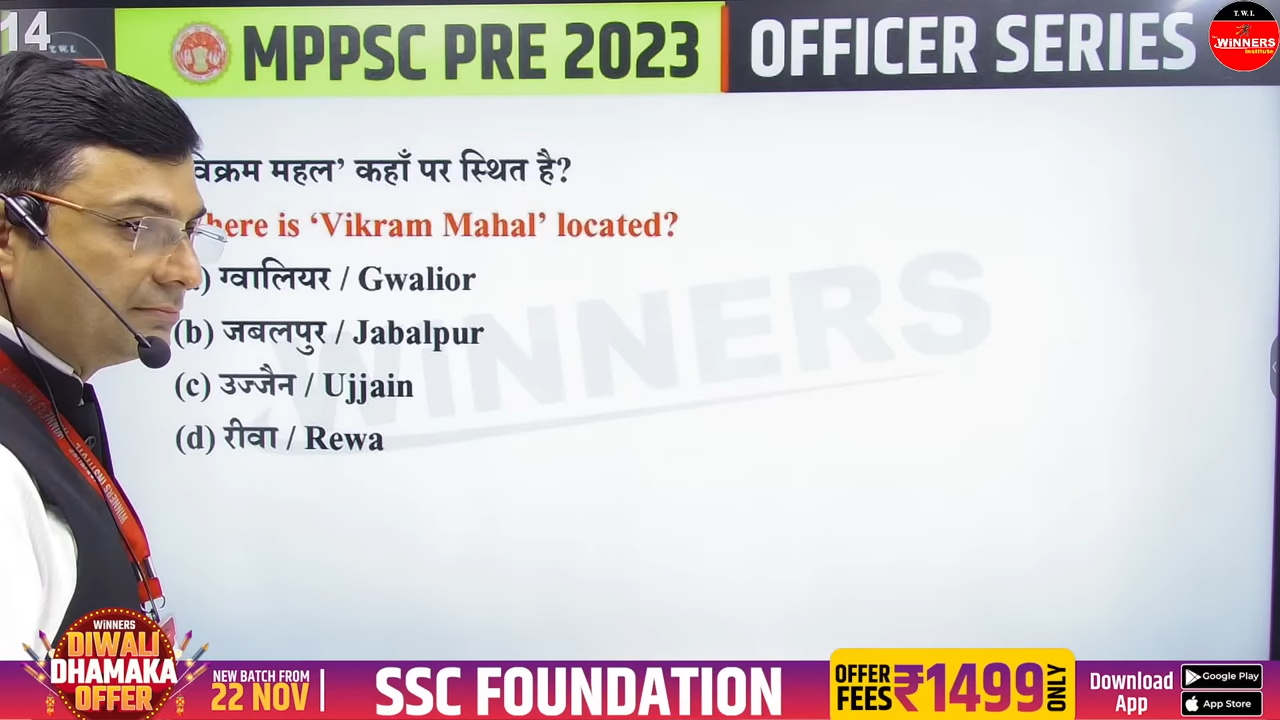 14
T.W.I.
MPPSC PRE 2023
OFFICER SERIES
T.W.I.
WiNNERS
Institute
विक्रम महल’ कहाँ पर स्थित है?
here is ‘Vikram Mahal’ located?
) ग्वालियर / Gwalior
(b) जबलपुर / Jabalpur
(c) उज्जैन / Ujjain
(d) रीवा / Rewa
WiNNERS
WINNERS INSTITUTE
WiNNERS
DIWALI
DHAMAKA
OFFER
NEW BATCH FROM
22 NOV
SSC FOUNDATION
OFFER
FEES ₹1499 ONLY
Download
App
Google Play
App Store